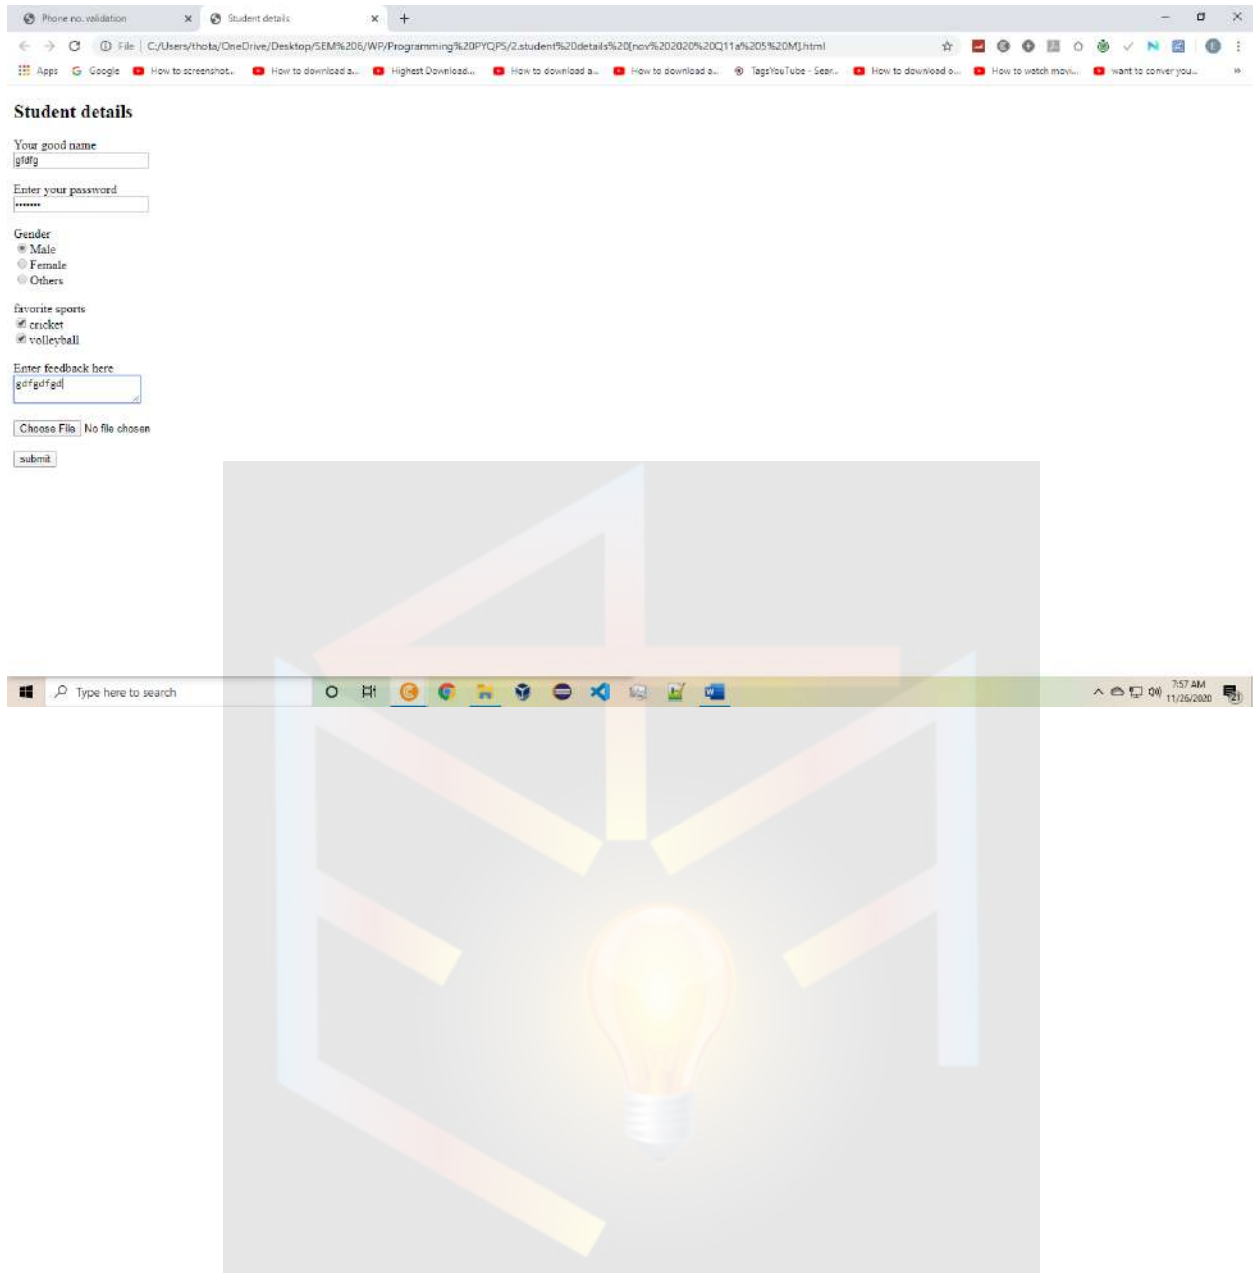 Phone no. validation
Student details
File | C:/Users/thota/OneDrive/Desktop/SEM%206/WP/Programming%20PYQPS/2.student%20details%20[nov%202020%20Q11a%205%20M].html
Apps Google How to screenshot... How to download a... Highest Download... How to download a... How to download a... TagsYouTube - Sear... How to download o... How to watch movi... want to conver you... »
Student details
Your good name
gfdfg
Enter your password
•••••••
Gender
Male
Female
Others
favorite sports
cricket
volleyball
Enter feedback here
gdfgdfgd
Choose File No file chosen
submit
Type here to search
7:57 AM
11/26/2020
21